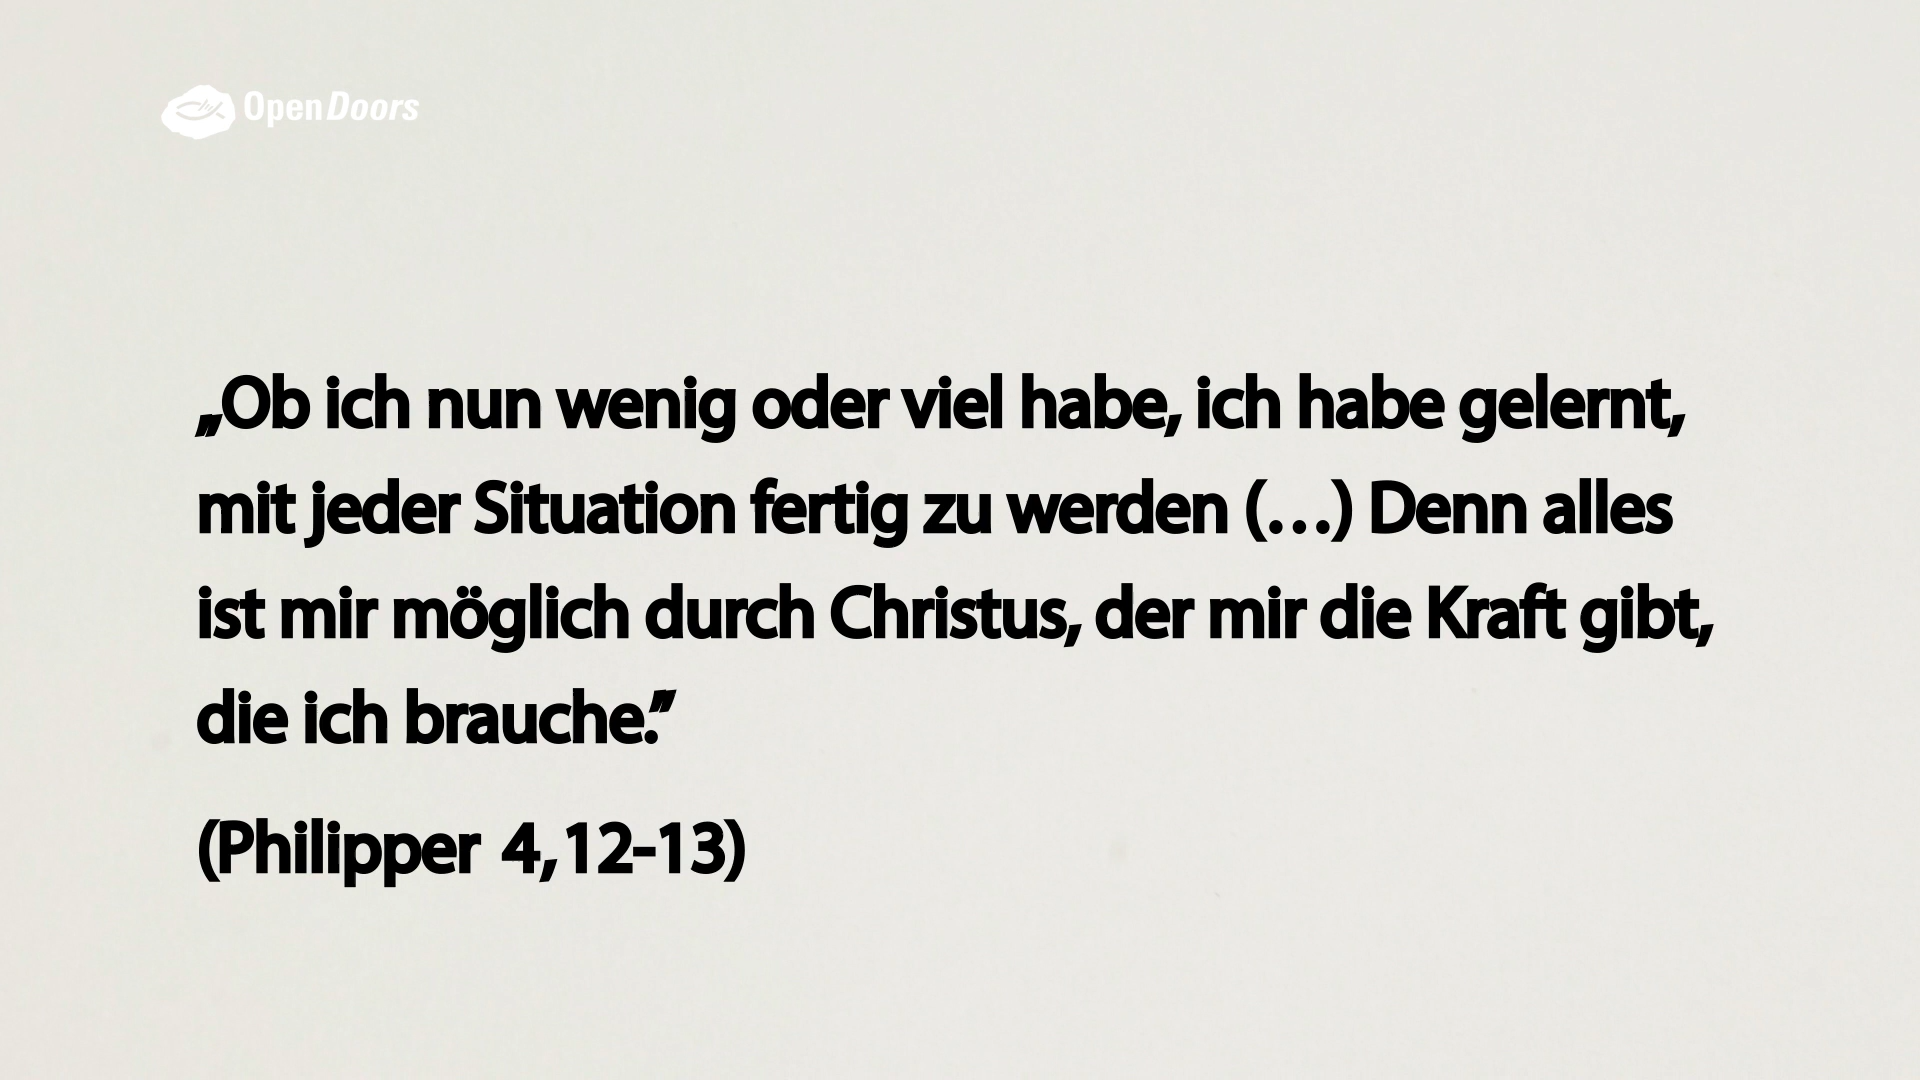 OpenDoors
„Ob ich nun wenig oder viel habe, ich habe gelernt,
mit jeder Situation fertig zu werden (…) Denn alles
ist mir möglich durch Christus, der mir die Kraft gibt,
die ich brauche.”
(Philipper 4,12-13)